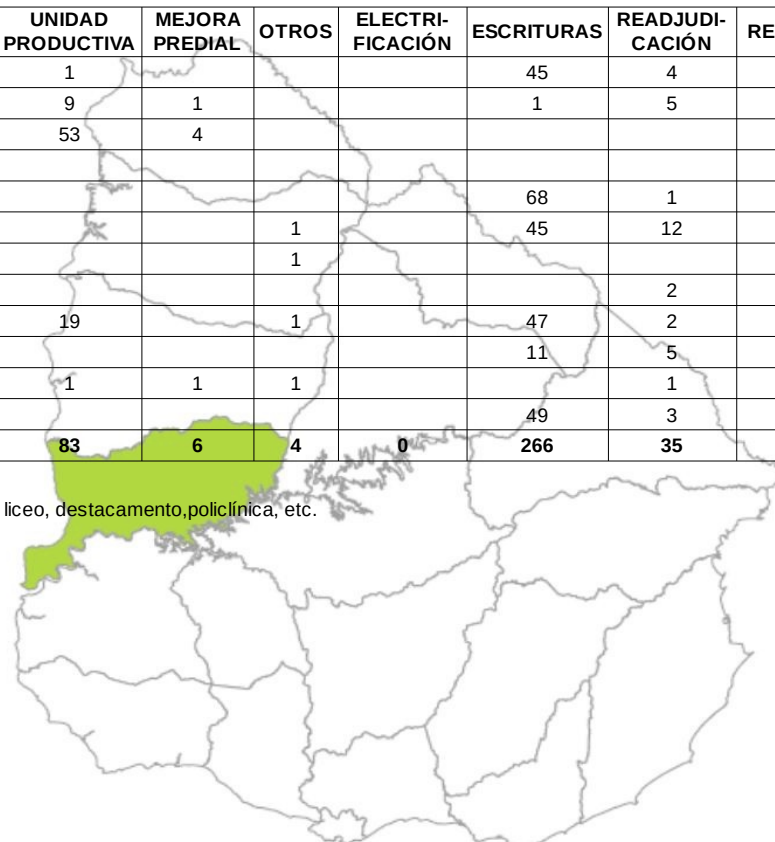 UNIDAD PRODUCTIVA MEJORA PREDIAL OTROS ELECTRI-FICACIÓN ESCRITURAS READJUDI-CACIÓN RE
1 45 4
9 1 1 5
53 4
68 1
1 45 12
1
2
19 1 47 2
11 5
1 1 1 1
49 3
83 6 4 0 266 35
liceo, destacamento,policlínica, etc.